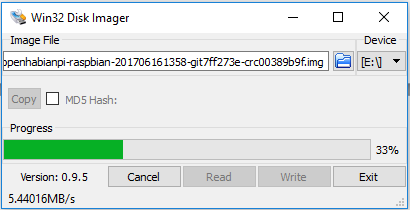 Win32 Disk Imager
Image File
Device
openhabianpi-raspbian-201706161358-git7ff273e-crc00389b9f.img
[E:\]
Copy
MD5 Hash:
Progress
33%
Version: 0.9.5
Cancel
Read
Write
Exit
5.44016MB/s